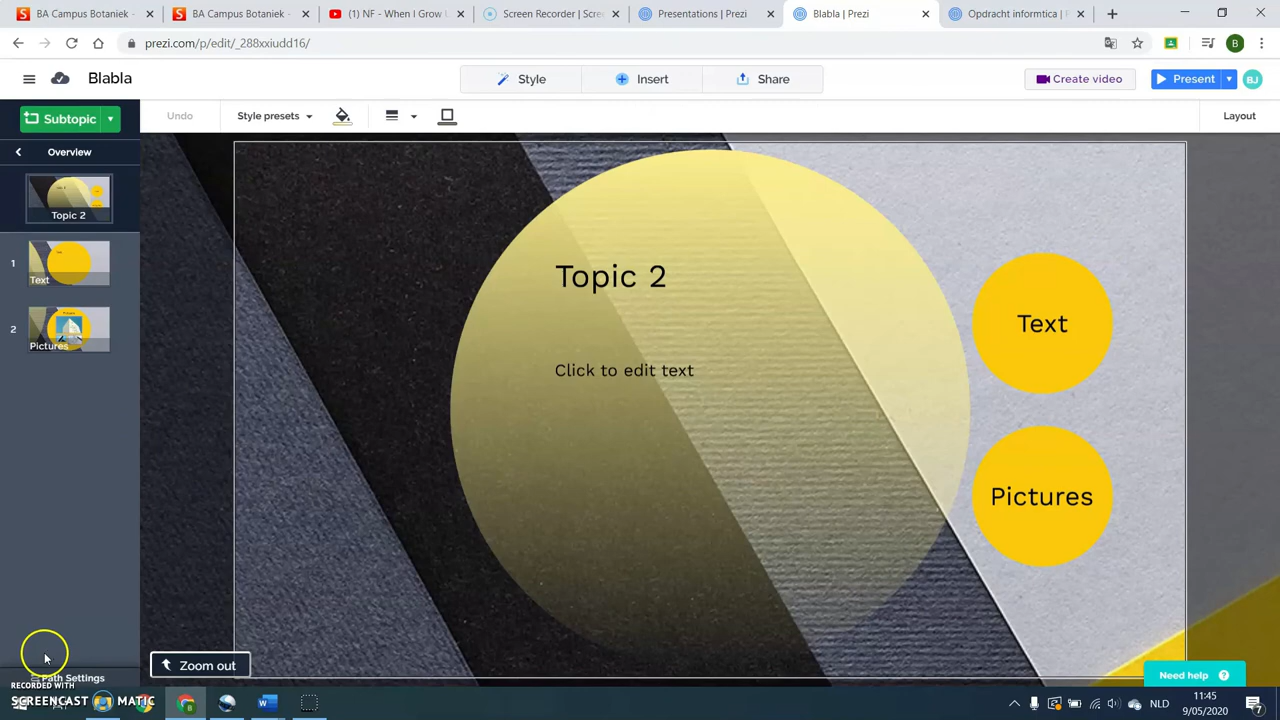 BA Campus Botaniek -
BA Campus Botaniek -
(1) NF - When I Grow U
Screen Recorder | Scre
Presentations | Prezi
Blabla | Prezi
Opdracht informtica | P
prezi.com/p/edit/_288xxiudd16/
B
Blabla
Style
Insert
Share
Create video
Present
BJ
Subtopic
Undo
Style presets
Layout
Overview
Topic 2
1
Text
2
Pictures
Topic 2
Click to edit text
Text
Pictures
Zoom out
Path Settings
Need help ?
RECORDED WITH
SCREENCAST MATIC
NLD
11:45
9/05/2020
7